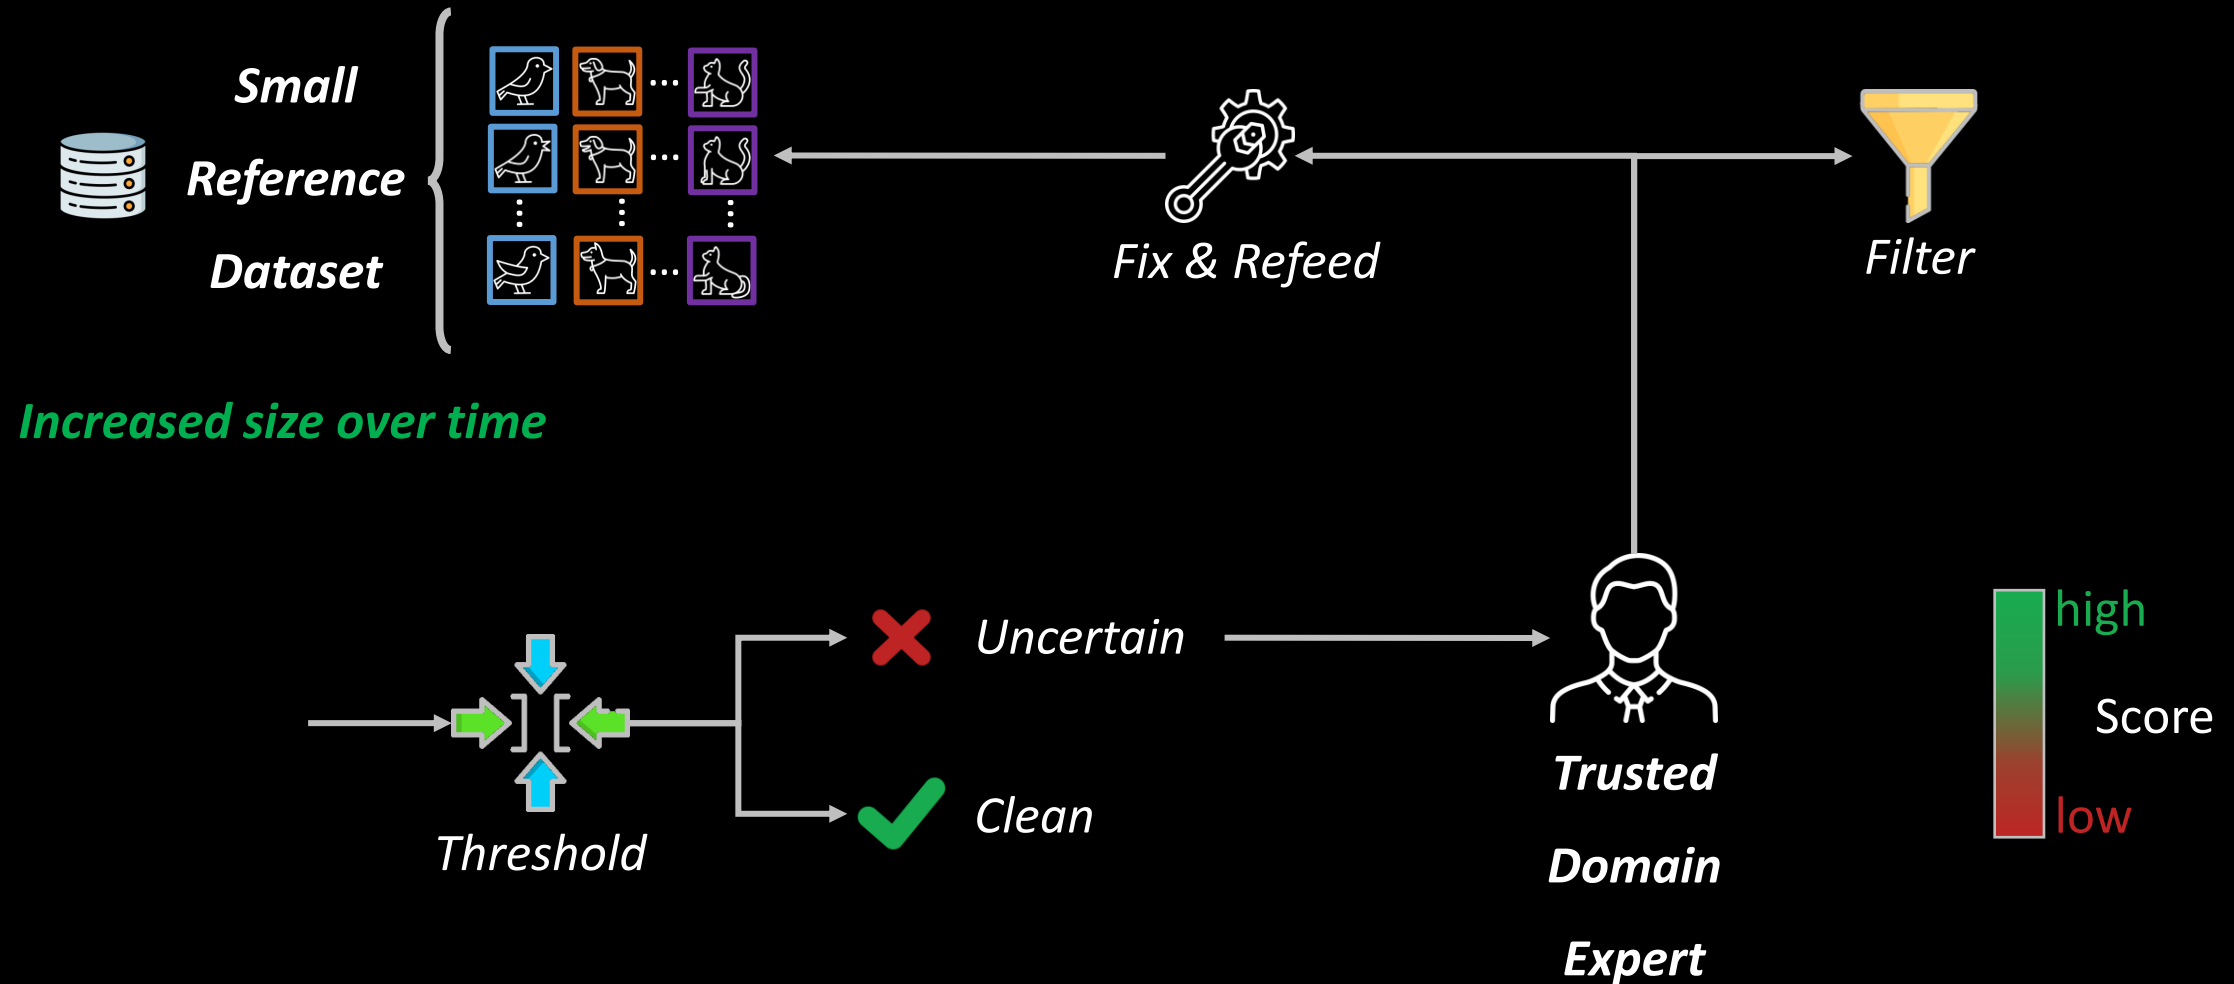 Small
Reference
Dataset
Fix & Refeed
Filter
Increased size over time
Uncertain
Clean
Threshold
Trusted
Domain
Expert
high
Score
low